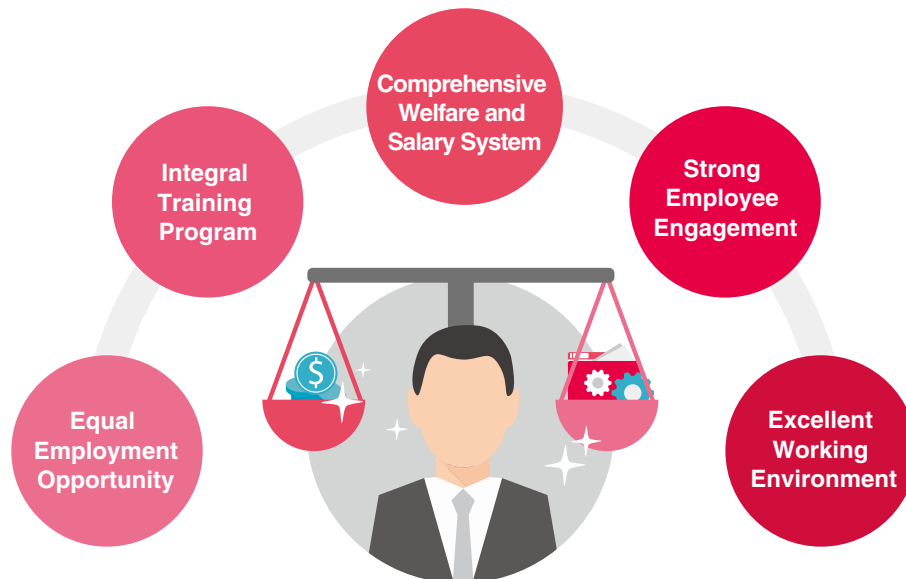 Comprehensive
Welfare and
Salary System
Integral
Training
Program
Strong
Employee
Engagement
Equal
Employment
Opportunity
Excellent
Working
Environment
$